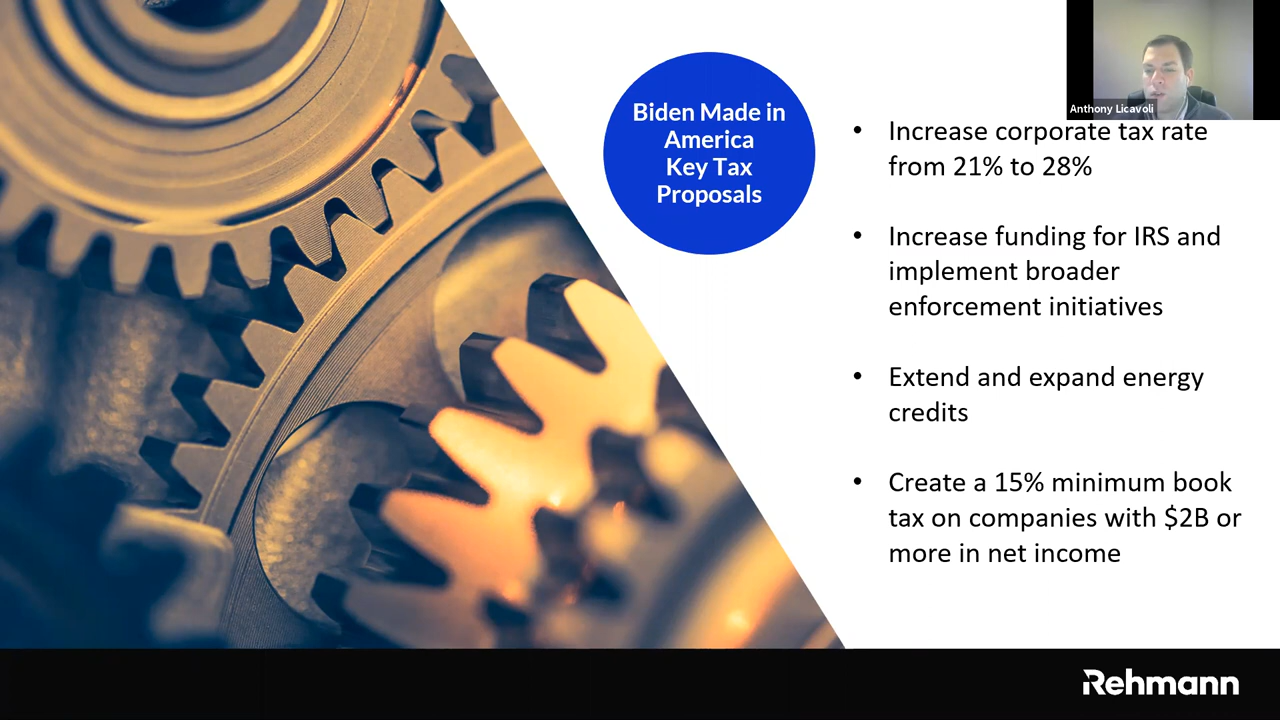 Biden Made in
America
Key Tax
Proposals
Anthony Licavoli
• Increase corporate tax rate
from 21% to 28%
• Increase funding for IRS and
implement broader
enforcement initiatives
• Extend and expand energy
credits
• Create a 15% minimum book
tax on companies with $2B or
more in net income
Rehmann